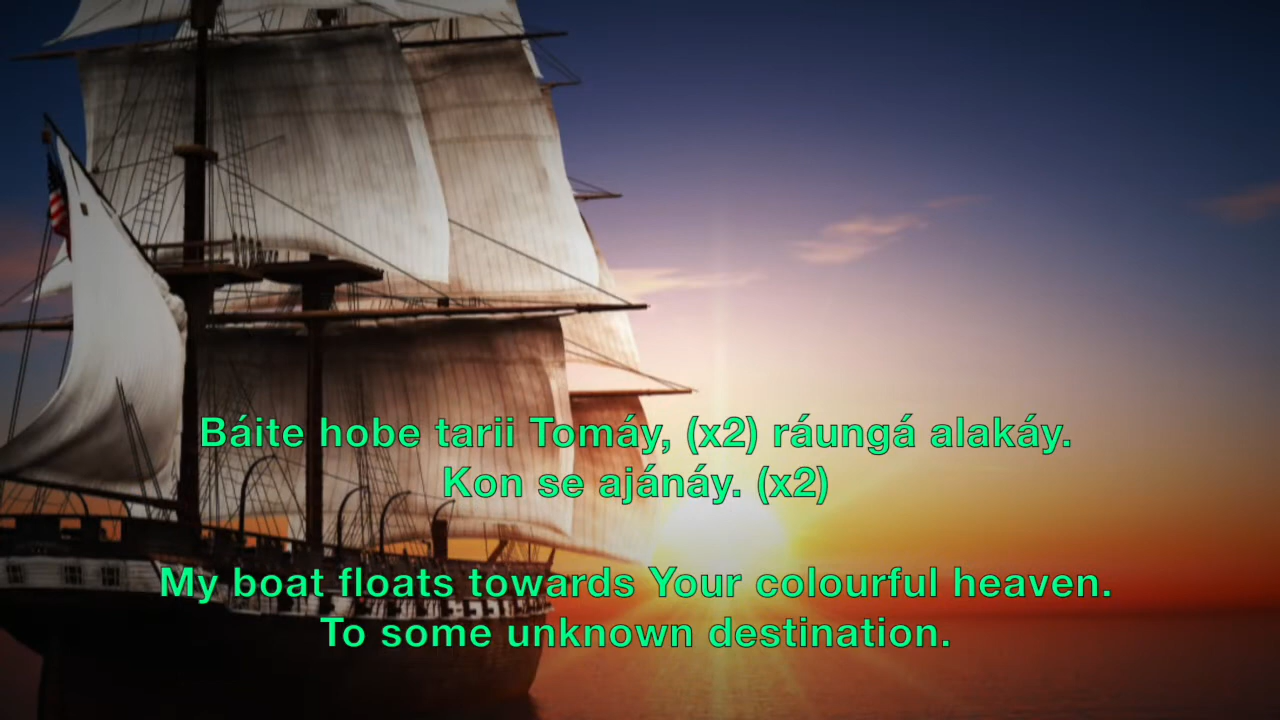 Báite hobe tarii Tomáy, (x2) ráungá alakáy.
Kon se ajánáy. (x2)
My boat floats towards Your colourful heaven.
To some unknown destination.